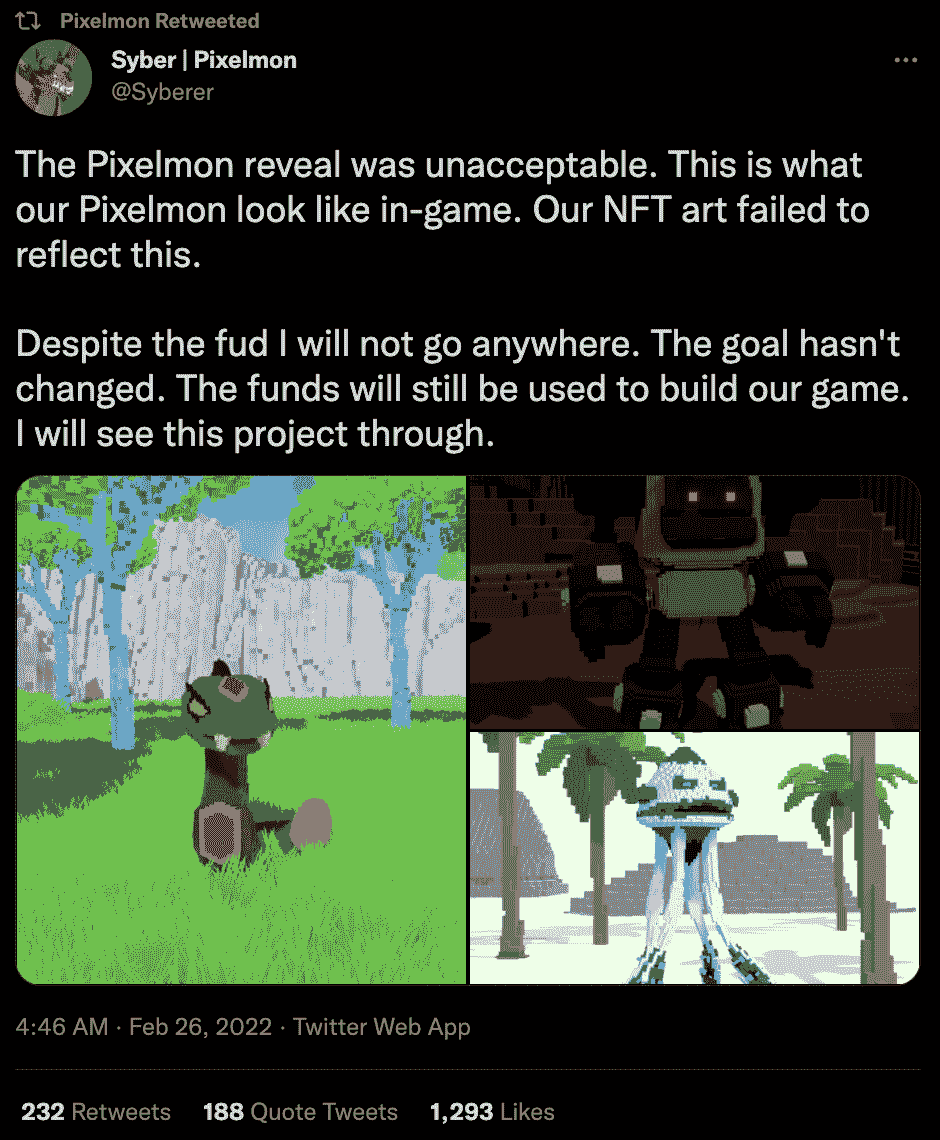 Pixelmon Retweeted
Syber | Pixelmon
@Syberer
The Pixelmon reveal was unacceptable. This is what
our Pixelmon look like in-game. Our NFT art failed to
reflect this.
Despite the fud I will not go anywhere. The goal hasn't
changed. The funds will still be used to build our game.
I will see this project through.
4:46 AM · Feb 26, 2022 · Twitter Web App
232 Retweets 188 Quote Tweets 1,293 Likes